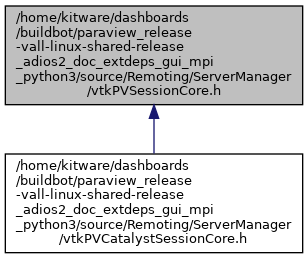 /home/kitware/dashboards
/buildbot/paraview_release
-vall-linux-shared-release
_adios2_doc_extdeps_gui_mpi
_python3/source/Remoting/ServerManager
/vtkPVSessionCore.h
/home/kitware/dashboards
/buildbot/paraview_release
-vall-linux-shared-release
_adios2_doc_extdeps_gui_mpi
_python3/source/Remoting/ServerManager
/vtkPVCatalystSessionCore.h